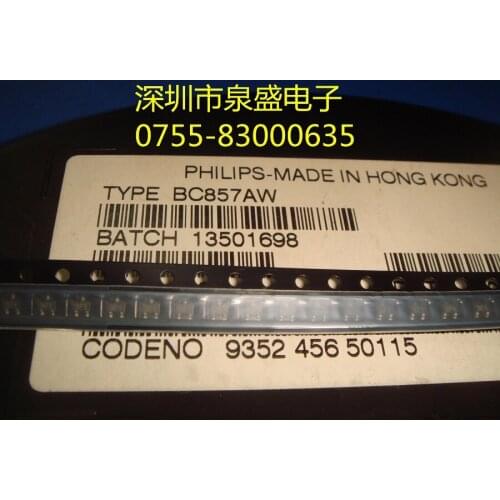 深圳市泉盛电子
0755-83000635
PHILIPS-MADE IN HONG KONG
TYPE BC857AW
BATCH 13501698
CODENO 9352 456 50115